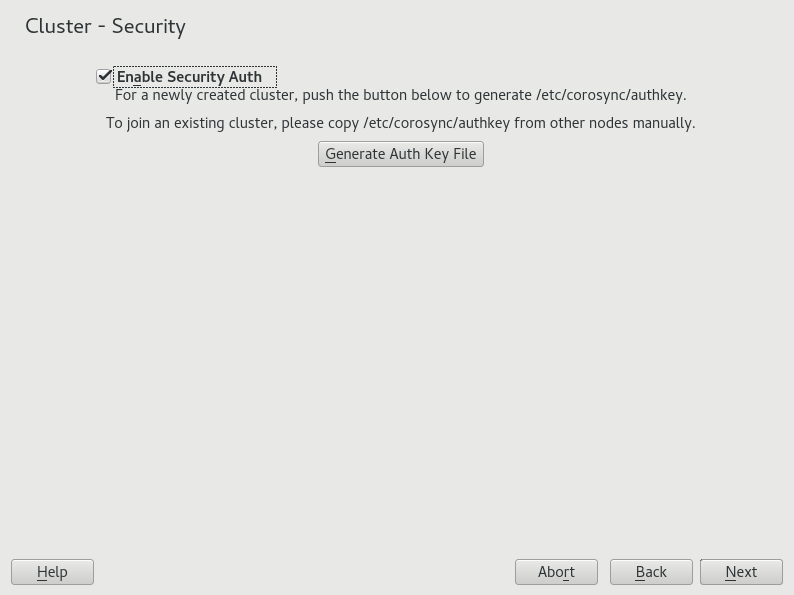 Cluster - Security
Enable Security Auth
For a newly created cluster, push the button below to generate /etc/corosync/authkey.
To join an existing cluster, please copy /etc/corosync/authkey from other nodes manually.
Generate Auth Key File
Help Abort Back Next